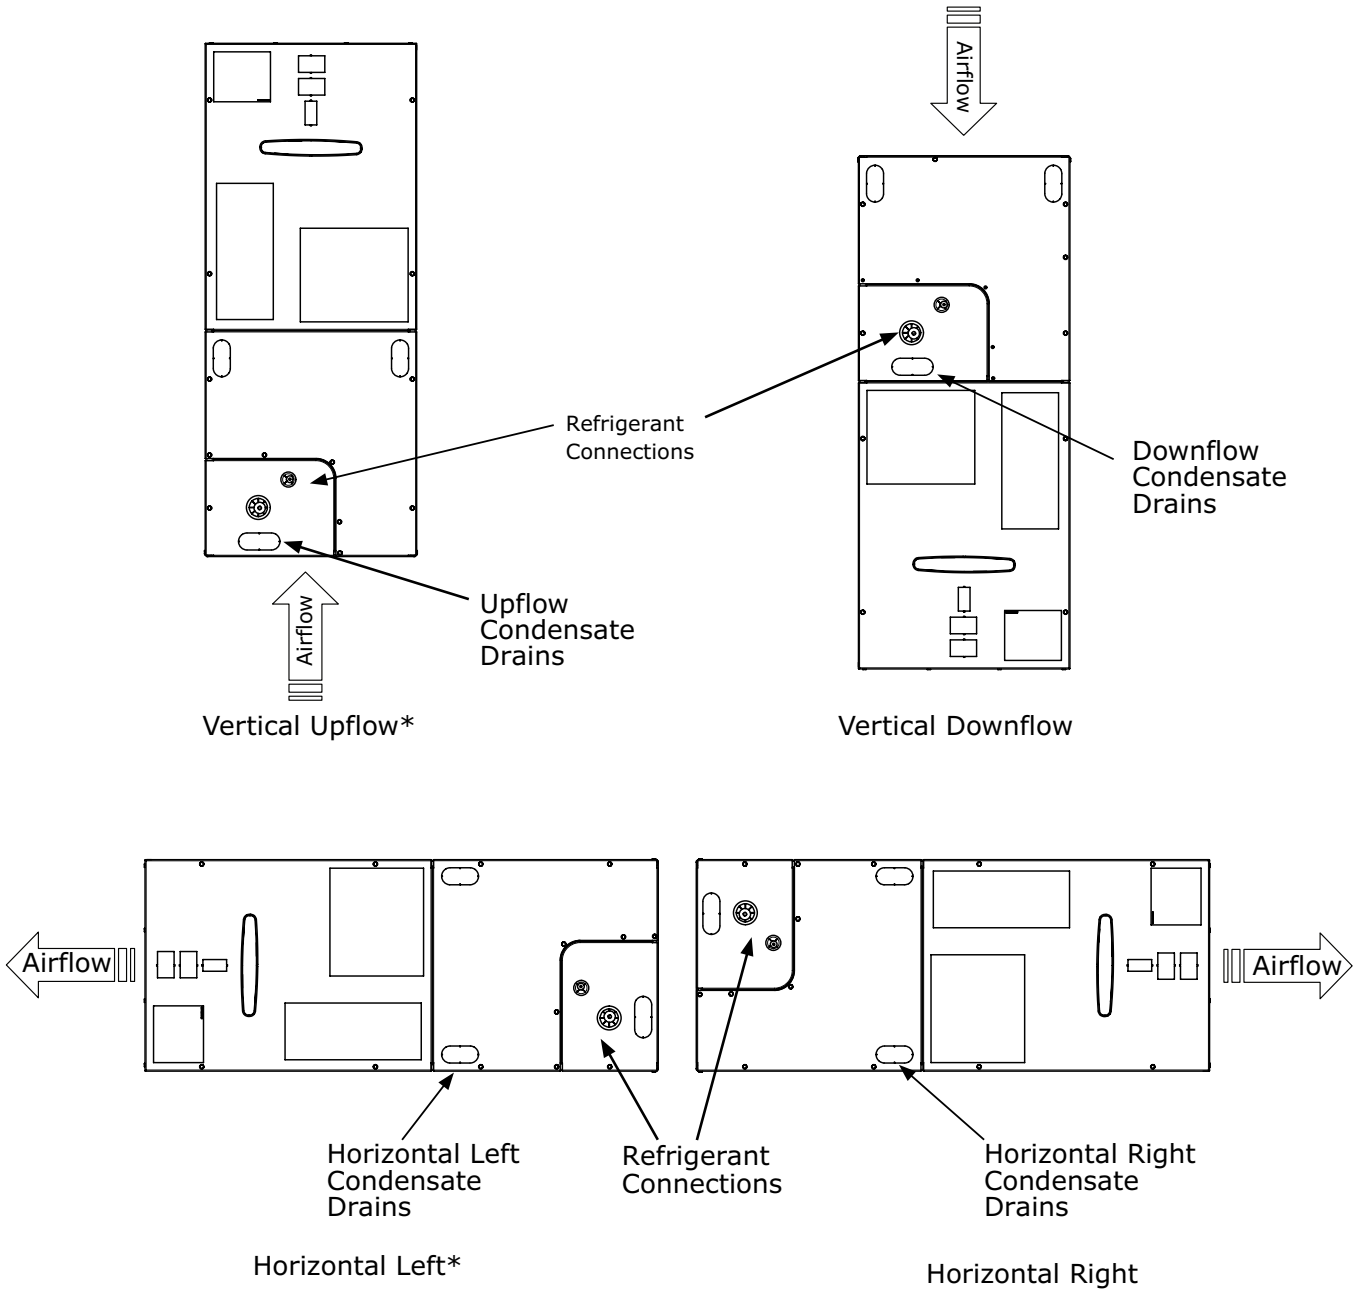 Airflow
Refrigerant
Connections
Downflow
Condensate
Drains
Upflow
Condensate
Drains
Airflow
Vertical Upflow*
Vertical Downflow
Airflow
Airflow
Horizontal Left
Condensate
Drains
Refrigerant
Connections
Horizontal Right
Condensate
Drains
Horizontal Left*
Horizontal Right